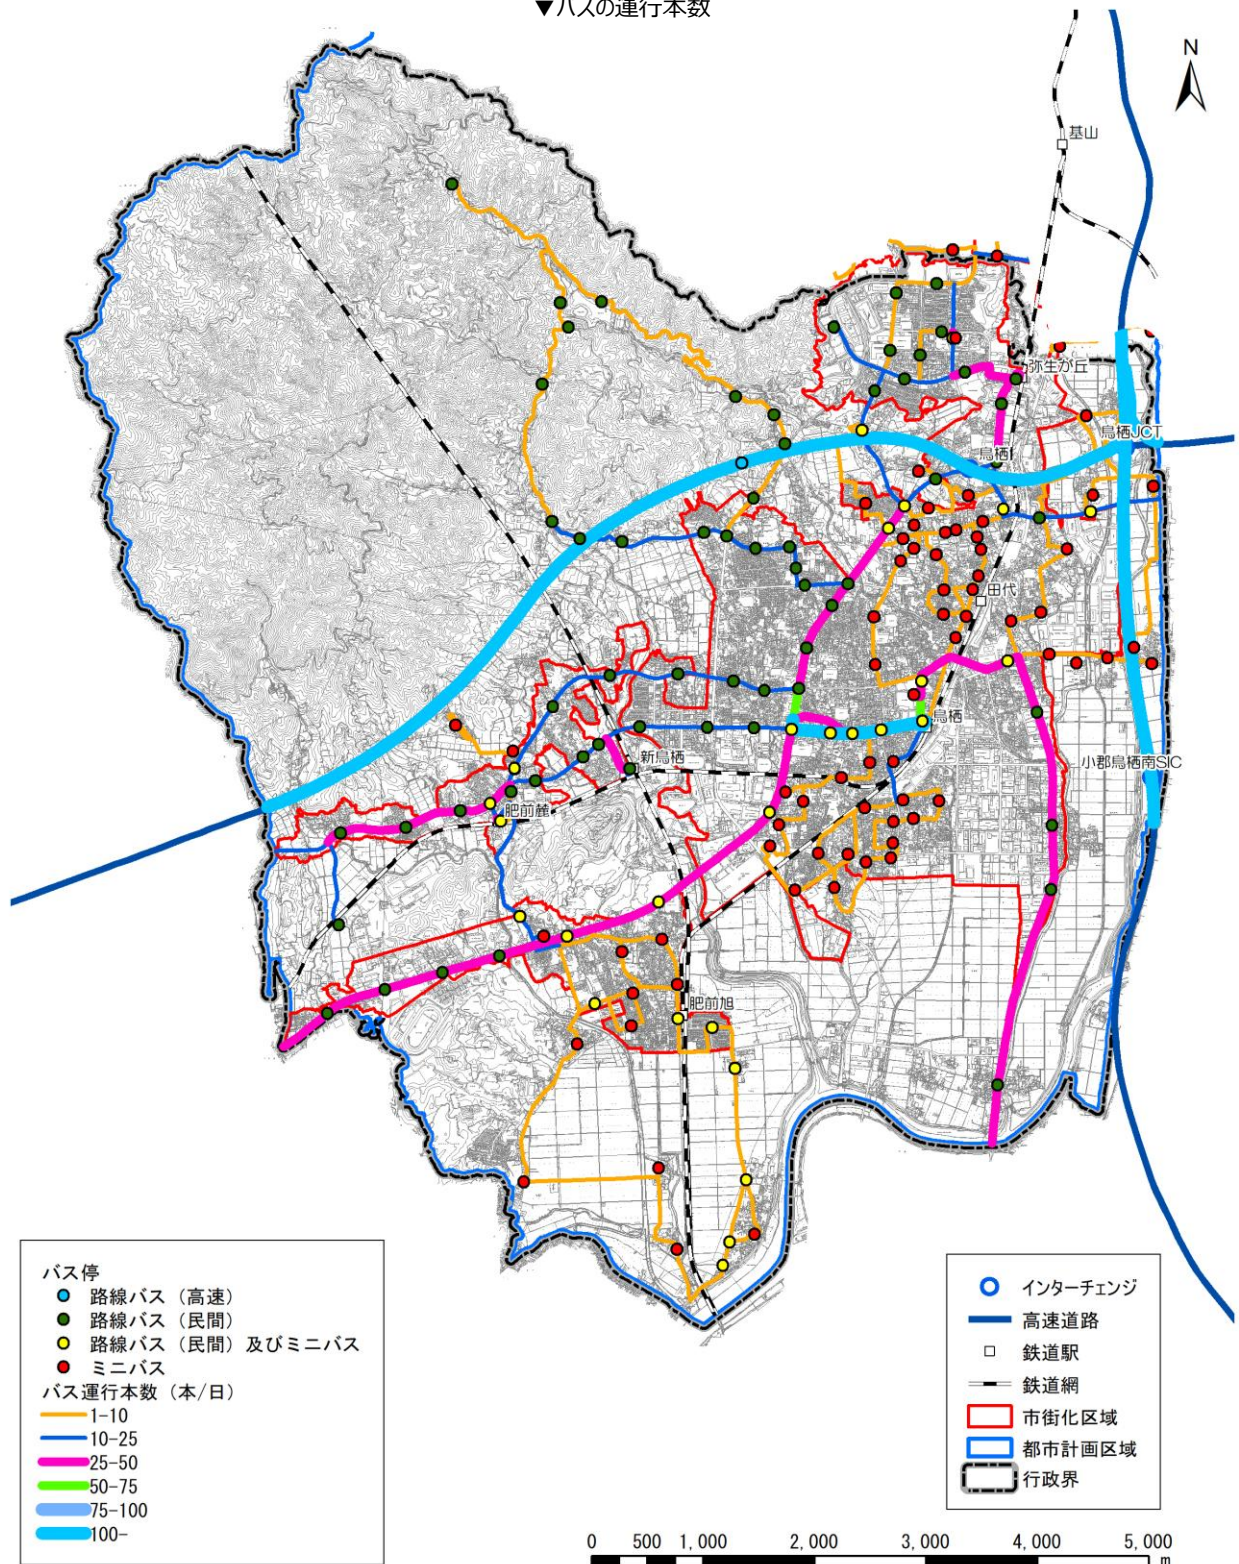 ▼バスの運行本数
N
基山
弥生が丘
鳥栖JCT
鳥栖
田代
鳥栖
小郡鳥栖南SIC
新鳥栖
肥前麓
肥前旭
バス停
路線バス（高速）
路線バス（民間）
路線バス（民間）及びミニバス
ミニバス
バス運行本数（本/日）
1-10
10-25
25-50
50-75
75-100
100-
インターチェンジ
高速道路
鉄道駅
鉄道網
市街化区域
都市計画区域
行政界
0 500 1,000 2,000 3,000 4,000 5,000
m